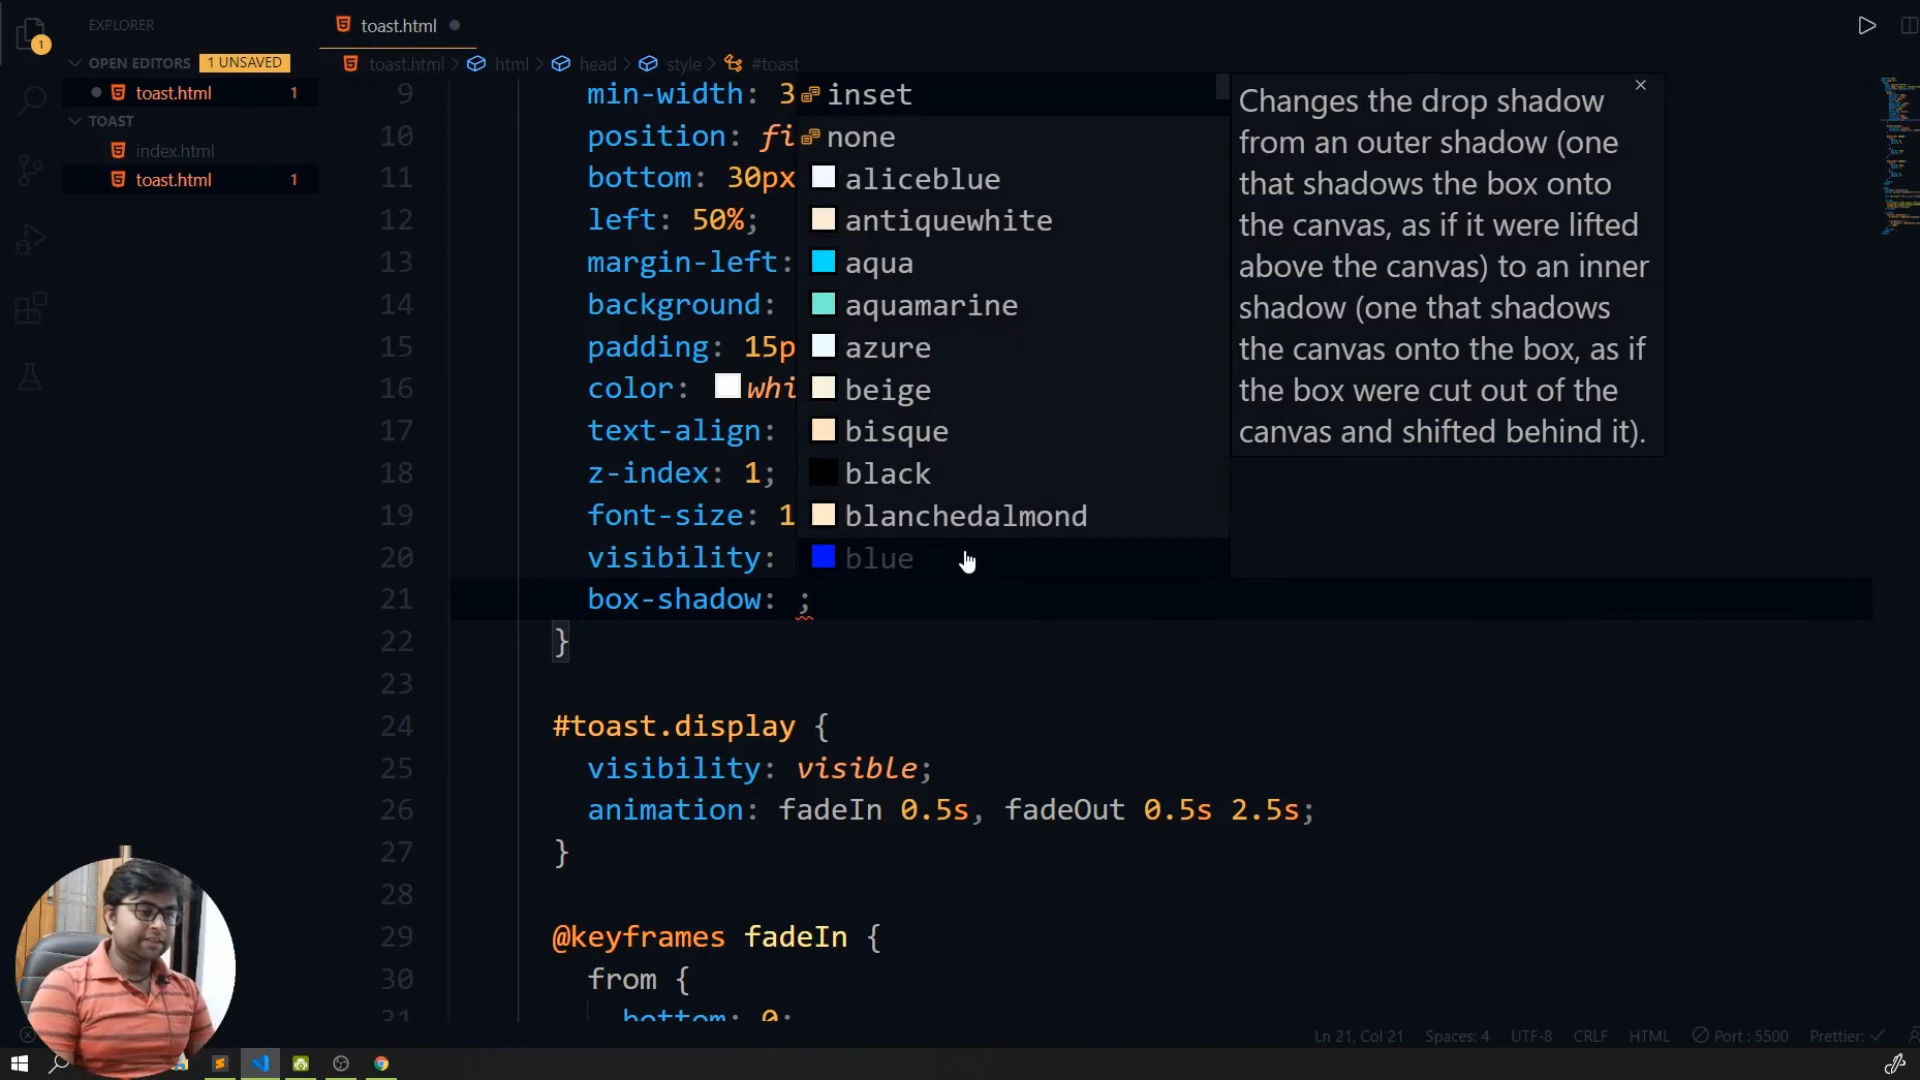 EXPLORER
OPEN EDITORS 1 UNSAVED
toast.html 1
TOAST
index.html
toast.html 1
1
toast.html
toast.html > html > head > style > #toast
9 min-width: 3
10 position: fi
11 bottom: 30px
12 left: 50%;
13 margin-left:
14 background:
15 padding: 15p
16 color: whi
17 text-align:
18 z-index: 1;
19 font-size: 1
20 visibility:
21 box-shadow: ;
22 }
23
24 #toast.display {
25 visibility: visible;
26 animation: fadeIn 0.5s, fadeOut 0.5s 2.5s;
27 }
28
29 @keyframes fadeIn {
30 from {
31 bottom: 0;
inset
none
aliceblue
antiquewhite
aqua
aquamarine
azure
beige
bisque
black
blanchedalmond
blue
Changes the drop shadow
from an outer shadow (one
that shadows the box onto
the canvas, as if it were lifted
above the canvas) to an inner
shadow (one that shadows
the canvas onto the box, as if
the box were cut out of the
canvas and shifted behind it).
Ln 21, Col 21 Spaces: 4 UTF-8 CRLF HTML Port : 5500 Prettier: ✓